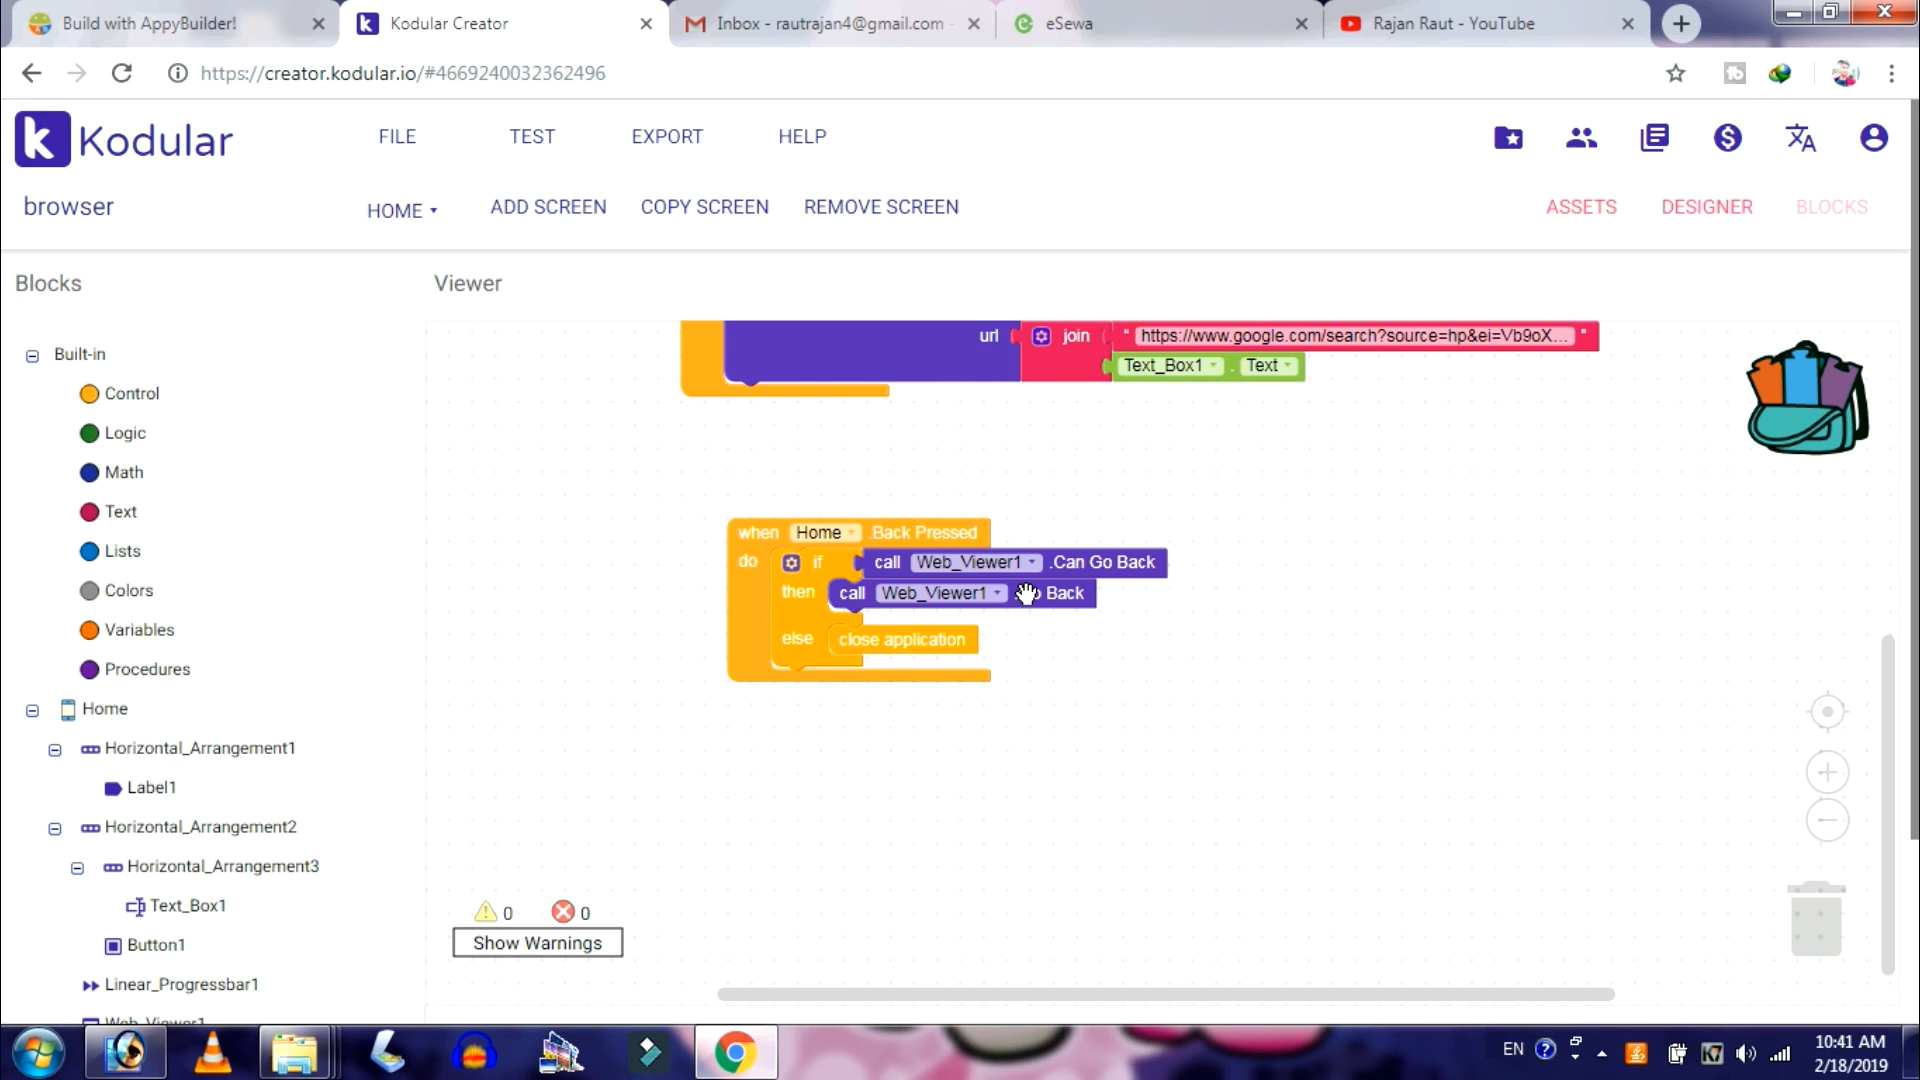 Build with AppyBuilder!
Kodular Creator
Inbox - rautrajan4@gmail.com -
eSewa
Rajan Raut - YouTube
https://creator.kodular.io/#4669240032362496
Kodular
FILE
TEST
EXPORT
HELP
browser
HOME
ADD SCREEN
COPY SCREEN
REMOVE SCREEN
ASSETS
DESIGNER
BLOCKS
Blocks
Viewer
Built-in
Control
Logic
Math
Text
Lists
Colors
Variables
Procedures
Home
Horizontal_Arrangement1
Label1
Horizontal_Arrangement2
Horizontal_Arrangement3
Text_Box1
Button1
Linear_Progressbar1
Web_Viewer1
url join " https://www.google.com/search?source=hp&ei=Vb9oX... "
Text_Box1 . Text
when Home .Back Pressed
do if call Web_Viewer1 .Can Go Back
then call Web_Viewer1 Back
else close application
0 0
Show Warnings
EN
10:41 AM
2/18/2019